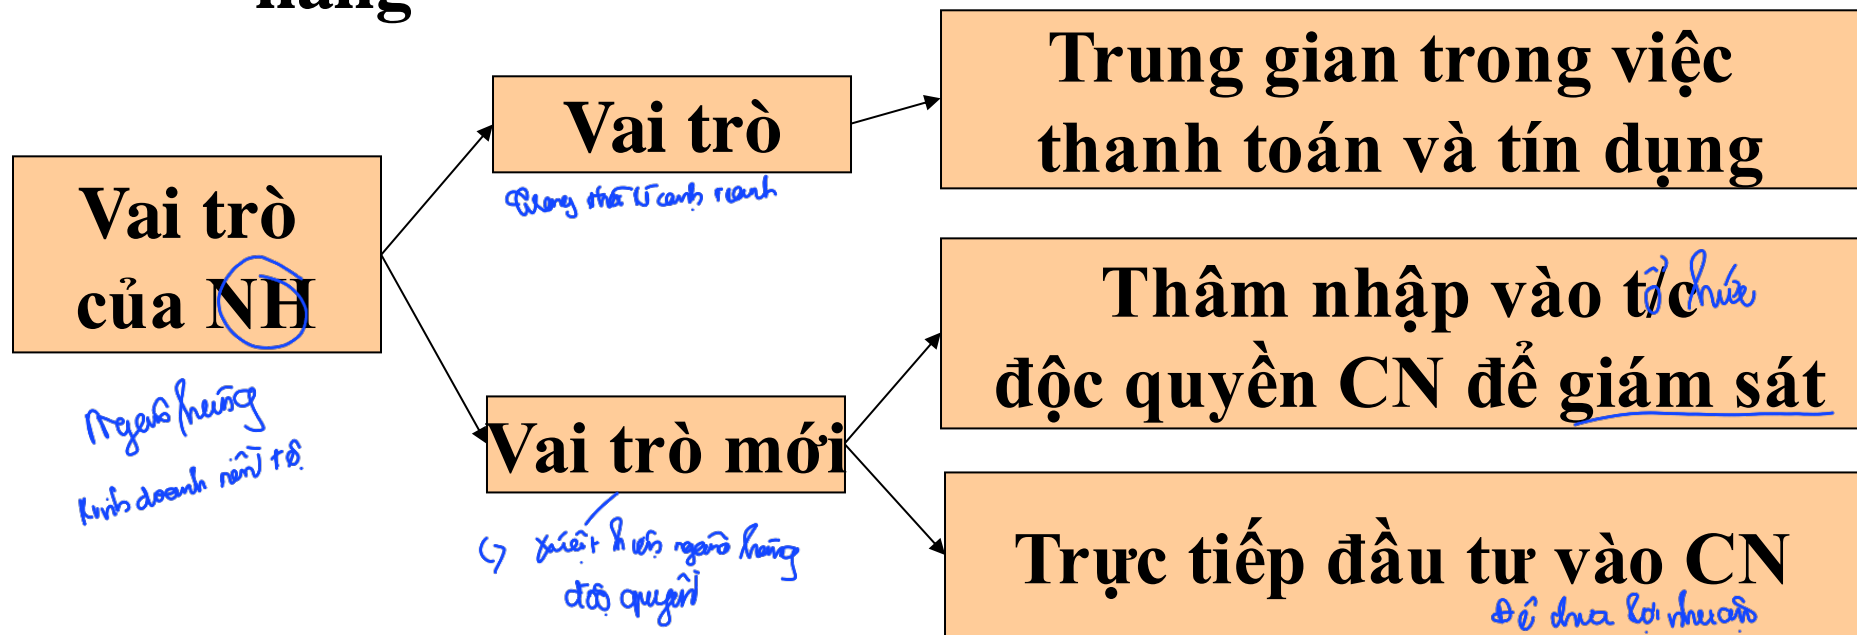 Vai trò
của NH
Ngân hàng
kinh doanh tiền tệ
Vai trò
trong thời kì cạnh tranh
Trung gian trong việc
thanh toán và tín dụng
Vai trò mới
xuất hiện ngân hàng
độc quyền
Thâm nhập vào t/c
ổ chức
độc quyền CN để giám sát
Trực tiếp đầu tư vào CN
Để đưa lợi nhuận